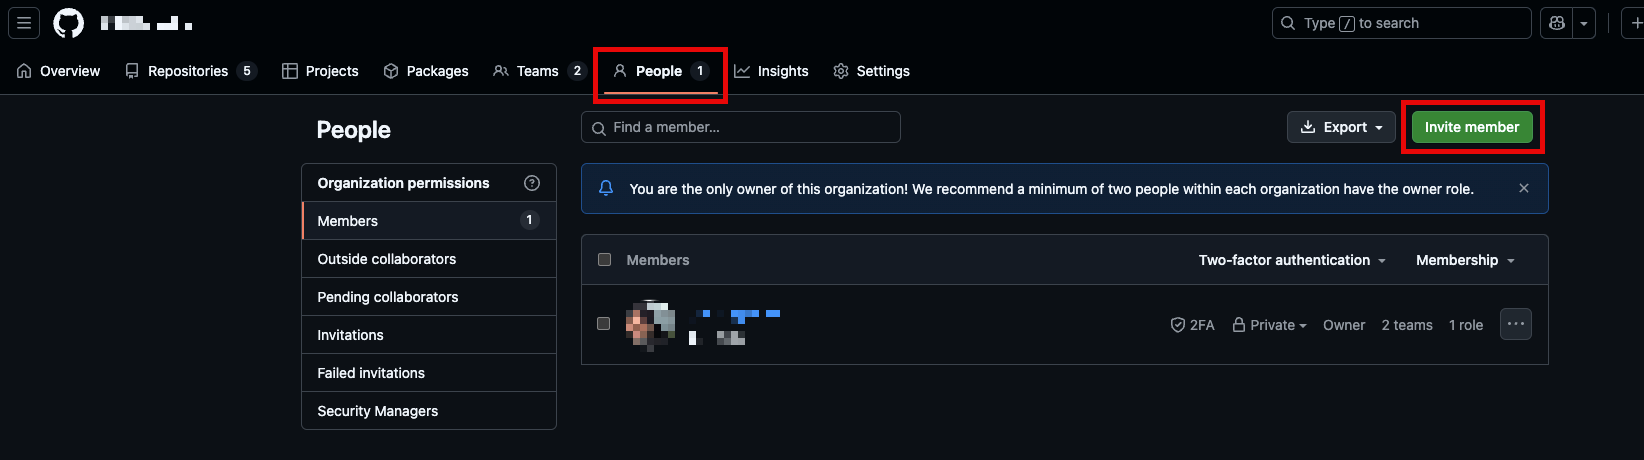 Type / to search
Overview Repositories 5 Projects Packages Teams 2 People 1 Insights Settings
People
Find a member...
Export
Invite member
Organization permissions
Members 1
Outside collaborators
Pending collaborators
Invitations
Failed invitations
Security Managers
You are the only owner of this organization! We recommend a minimum of two people within each organization have the owner role.
Members Two-factor authentication Membership
2FA Private Owner 2 teams 1 role